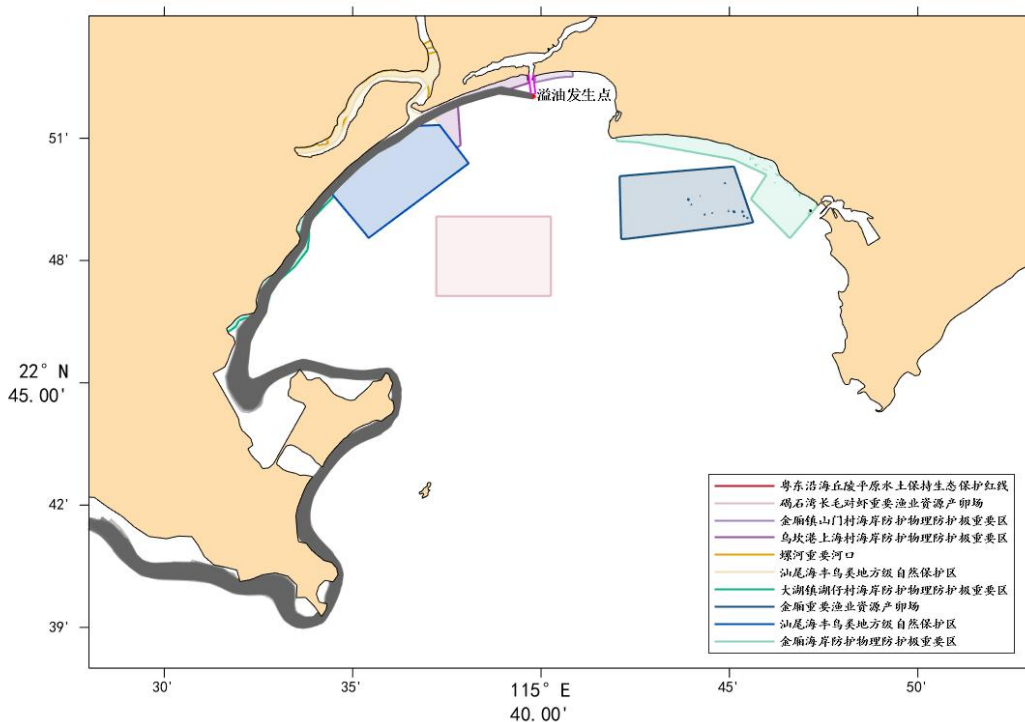 溢油发生点
51'
48'
22° N
45.00'
42'
39'
粤东沿海丘陵平原水土保持生态保护红线
碣石湾长毛对虾重要渔业资源产卵场
金厢镇山门村海岸防护物理防护极重要区
乌坎港上海村海岸防护物理防护极重要区
螺河重要河口
汕尾海丰鸟类地方级自然保护区
大湖镇湖仔村海岸防护物理防护极重要区
金厢重要渔业资源产卵场
汕尾海丰鸟类地方级自然保护区
金厢海岸防护物理防护极重要区
30'
35'
115° E
40.00'
45'
50'